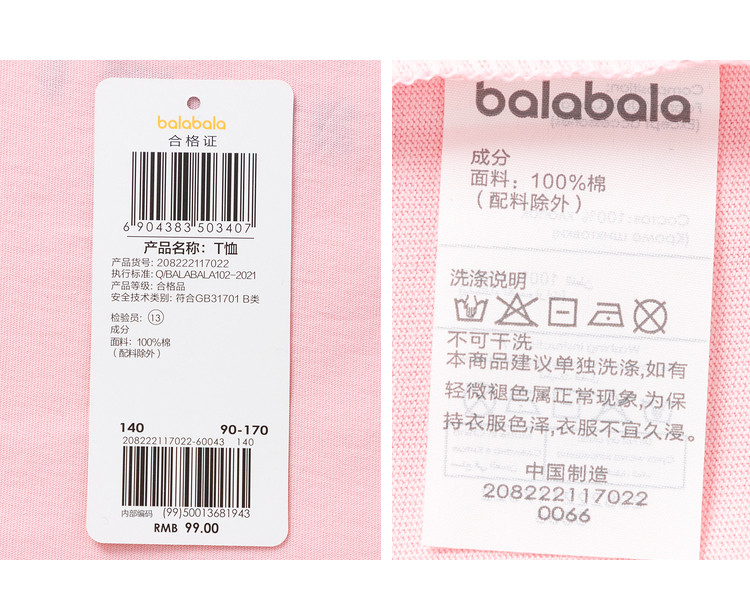 balabala
合格证
6 904383 503407
产品名称：T恤
产品货号：208222117022
执行标准：Q/BALABALA102-2021
产品等级：合格品
安全技术类别：符合GB31701 B类
检验员：⑬
成分
面料：100%棉
（配料除外）
140 90-170
208222117022-60043 140
内部编码 (99)50013681943
RMB 99.00
balabala
成分
面料：100%棉
（配料除外）
洗涤说明
不可干洗
本商品建议单独洗涤,如有
轻微褪色属正常现象,为保
持衣服色泽,衣服不宜久浸。
中国制造
208222117022
0066